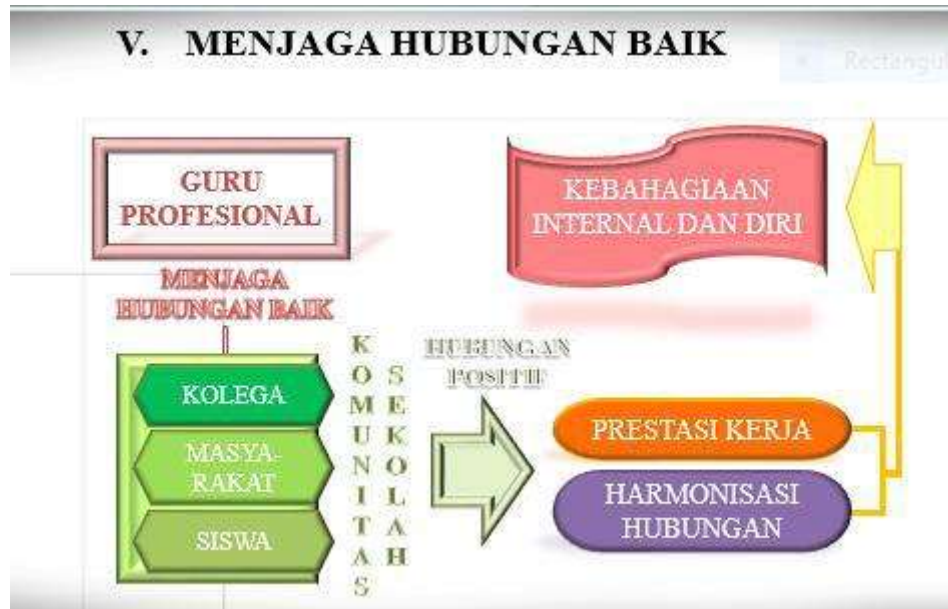 V. MENJAGA HUBUNGAN BAIK
GURU
PROFESIONAL
MENJAGA
HUBUNGAN BAIK
KOLEGA
MASYA-
RAKAT
SISWA
KOMUNITAS
SEKOLAH
HUBUNGAN
POSITIF
PRESTASI KERJA
HARMONISASI
HUBUNGAN
KEBAHAGIAAN
INTERNAL DAN DIRI